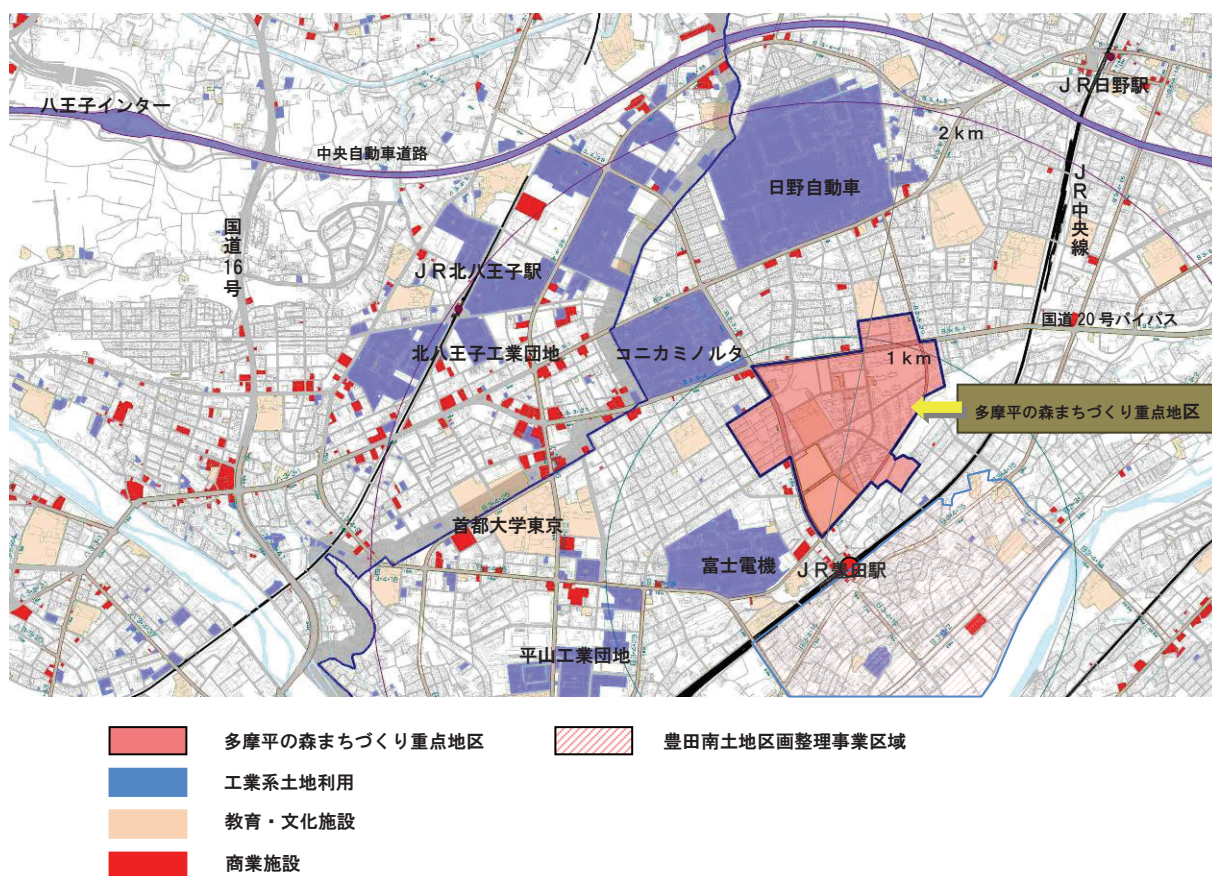 八王子インター
中央自動車道路
国道16号
JR北八王子駅
北八王子工業団地
日野自動車
2km
JR日野駅
JR中央線
国道20号バイパス
コニカミノルタ
1km
多摩平の森まちづくり重点地区
首都大学東京
富士電機
JR豊田駅
平山工業団地
多摩平の森まちづくり重点地区
豊田南土地区画整理事業区域
工業系土地利用
教育・文化施設
商業施設